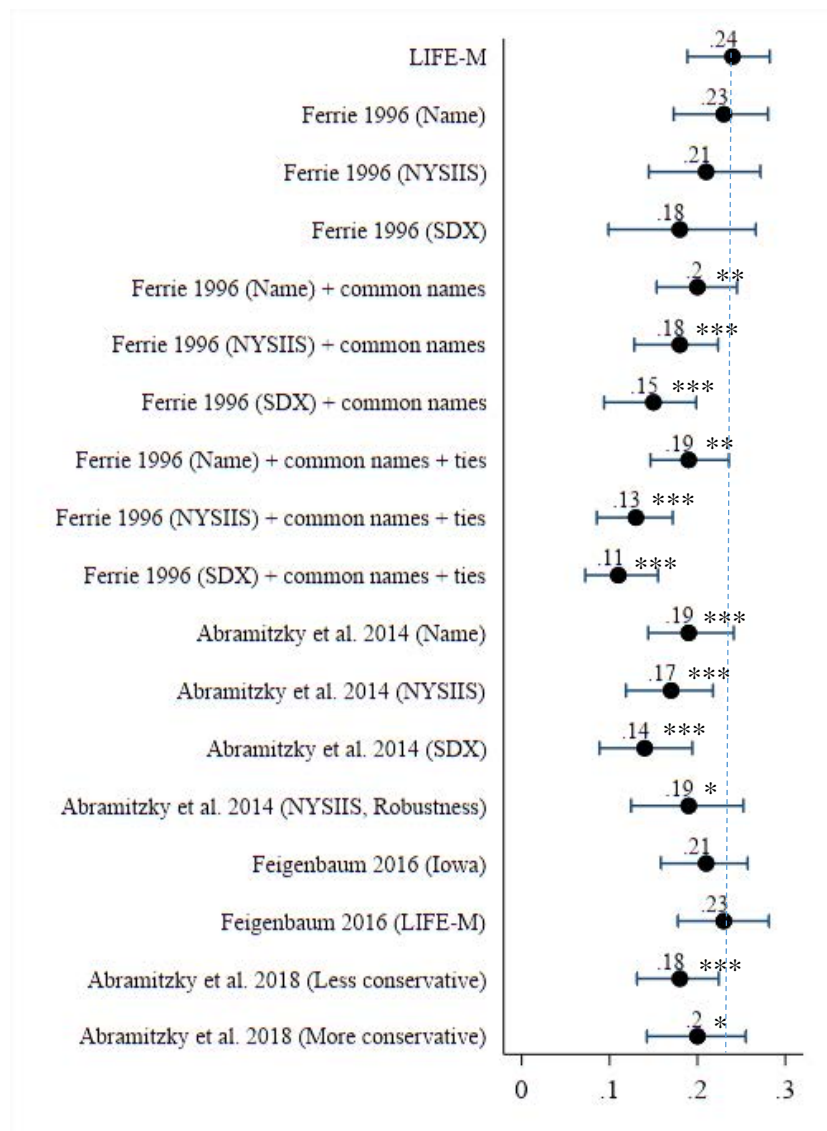 .24
LIFE-M
.23
Ferrie 1996 (Name)
.21
Ferrie 1996 (NYSIIS)
.18
Ferrie 1996 (SDX)
.2 **
Ferrie 1996 (Name) + common names
.18 ***
Ferrie 1996 (NYSIIS) + common names
.15 ***
Ferrie 1996 (SDX) + common names
.19 **
Ferrie 1996 (Name) + common names + ties
.13 ***
Ferrie 1996 (NYSIIS) + common names + ties
.11 ***
Ferrie 1996 (SDX) + common names + ties
.19 ***
Abramitzky et al. 2014 (Name)
.17 ***
Abramitzky et al. 2014 (NYSIIS)
.14 ***
Abramitzky et al. 2014 (SDX)
.19 *
Abramitzky et al. 2014 (NYSIIS, Robustness)
.21
Feigenbaum 2016 (Iowa)
.23
Feigenbaum 2016 (LIFE-M)
.18 ***
Abramitzky et al. 2018 (Less conservative)
.2 *
Abramitzky et al. 2018 (More conservative)
0 .1 .2 .3